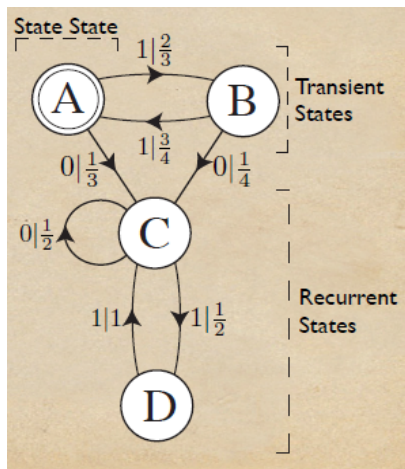 State State
1|2/3
A
B
Transient
States
1|3/4
0|1/3
0|1/4
C
0|1/2
1|1
1|1/2
Recurrent
States
D